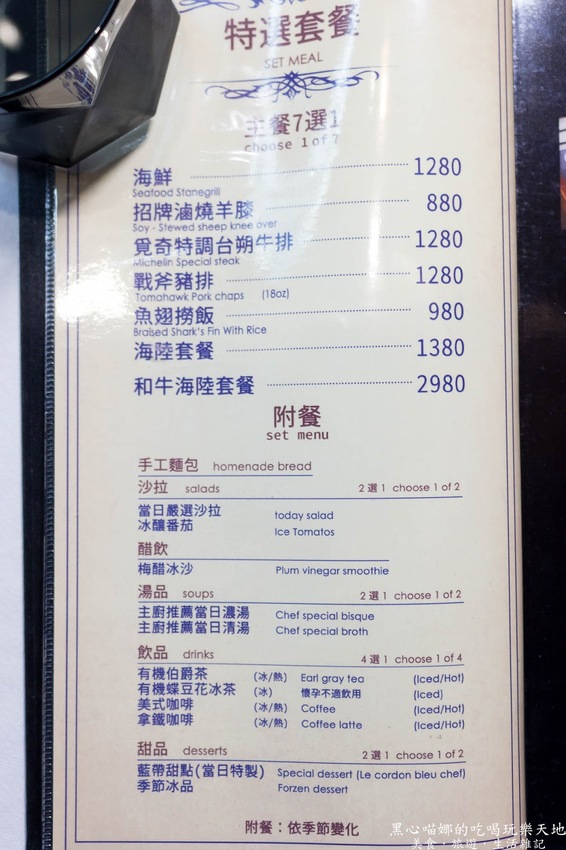 特選套餐
SET MEAL
主餐7選1
choose 1 of 7
海鮮 1280
Seafood Stanegrill
招牌滷燒羊膝 880
Soy - Stewed sheep knee over
覓奇特調台朔牛排 1280
Michelin Special steak
戰斧豬排 1280
Tomahawk Pork chaps (18oz)
魚翅撈飯 980
Braised Shark's Fin With Rice
海陸套餐 1380
和牛海陸套餐 2980
附餐
set menu
手工麵包 homenade bread
沙拉 salads 2 選 1 choose 1 of 2
當日嚴選沙拉 today salad
冰釀番茄 Ice Tomatos
醋飲
梅醋冰沙 Plum vinegar smoothie
湯品 soups 2 選 1 choose 1 of 2
主廚推薦當日濃湯 Chef special bisque
主廚推薦當日清湯 Chef special broth
飲品 drinks 4 選 1 choose 1 of 4
有機伯爵茶 (冰/熱) Earl gray tea (Iced/Hot)
有機蝶豆花冰茶 (冰) 懷孕不適飲用 (Iced)
美式咖啡 (冰/熱) Coffee (Iced/Hot)
拿鐵咖啡 (冰/熱) Coffee latte (Iced/Hot)
甜品 desserts 2 選 1 choose 1 of 2
藍帶甜點(當日特製) Special dessert (Le cordon bleu chef)
季節冰品 Forzen dessert
附餐：依季節變化
黑心喵娜的吃喝玩樂天地
美食・旅遊・生活雜記